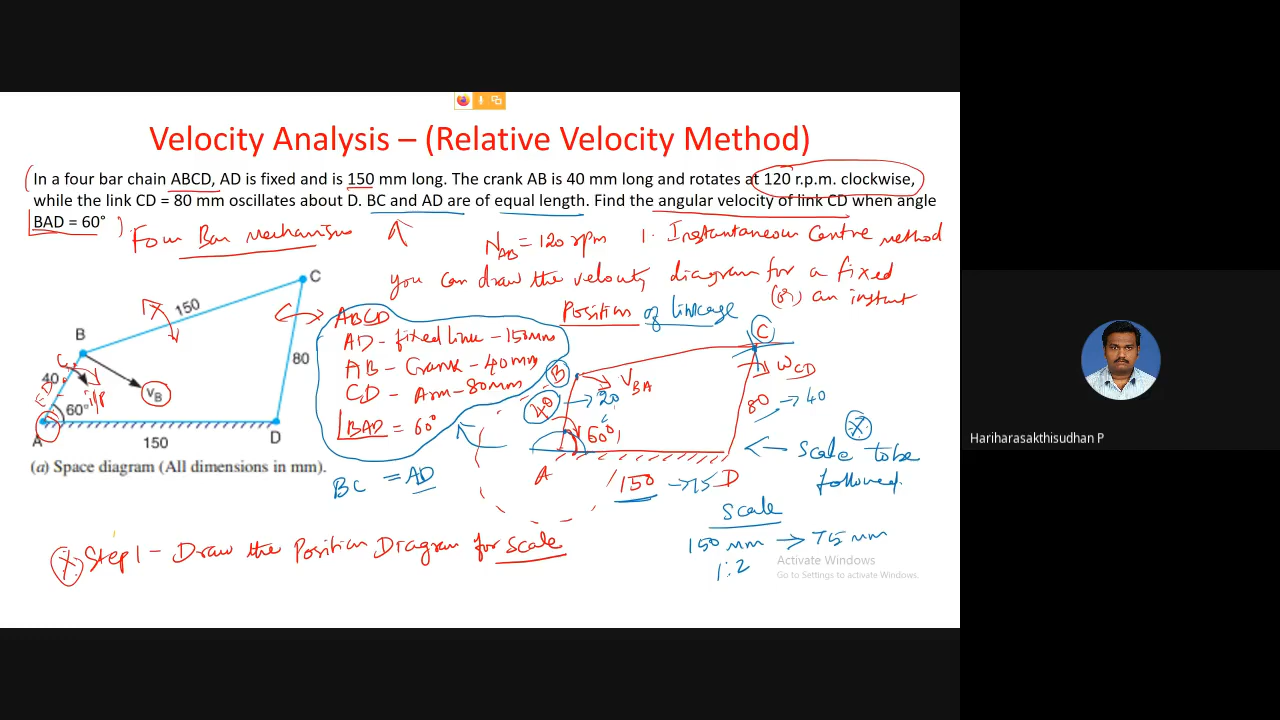 Velocity Analysis – (Relative Velocity Method)
In a four bar chain ABCD, AD is fixed and is 150 mm long. The crank AB is 40 mm long and rotates at 120 r.p.m. clockwise,
while the link CD = 80 mm oscillates about D. BC and AD are of equal length. Find the angular velocity of link CD when angle
BAD = 60°
Four Bar Mechanism
N_AB = 120 rpm
1. Instantaneous Centre method
you can draw the velocity diagram for a fixed
(or) an instant
Position of linkage
ABCD
AD - fixed link - 150mm
AB - Crank - 40mm
CD - Arm - 80mm
BAD = 60°
BC = AD
B
C
150
40
80
V_B
60°
I/P
A
D
150
(a) Space diagram (All dimensions in mm).
C
B
V_BA
ω_CD
40 → 20
80 → 40
60°
A
150 → 75
D
Scale to be
followed.
Scale
150 mm → 75 mm
1:2
Step 1 - Draw the Position Diagram for scale
Activate Windows
Go to Settings to activate Windows.
Hariharasakthisudhan P